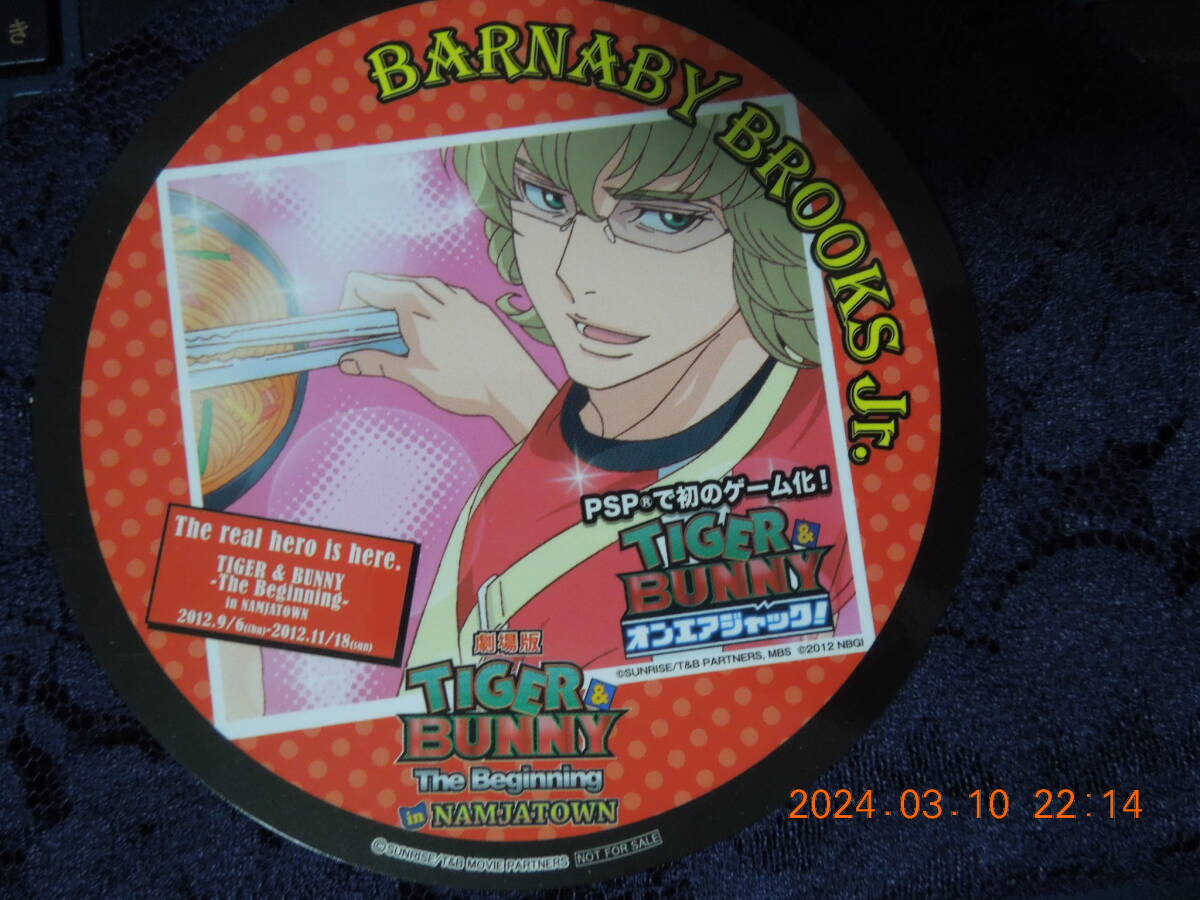 き
BARNABY BROOKS Jr.
PSP®で初のゲーム化!
TIGER &
BUNNY
オンエアジャック!
©SUNRISE/T&B PARTNERS, MBS ©2012 NBGI
The real hero is here.
TIGER & BUNNY
-The Beginning-
in NAMJATOWN
2012.9/6(THU)-2012.11/18(SUN)
劇場版
TIGER &
BUNNY
The Beginning
in NAMJATOWN
©SUNRISE/T&B MOVIE PARTNERS NOT FOR SALE
2024.03.10 22:14